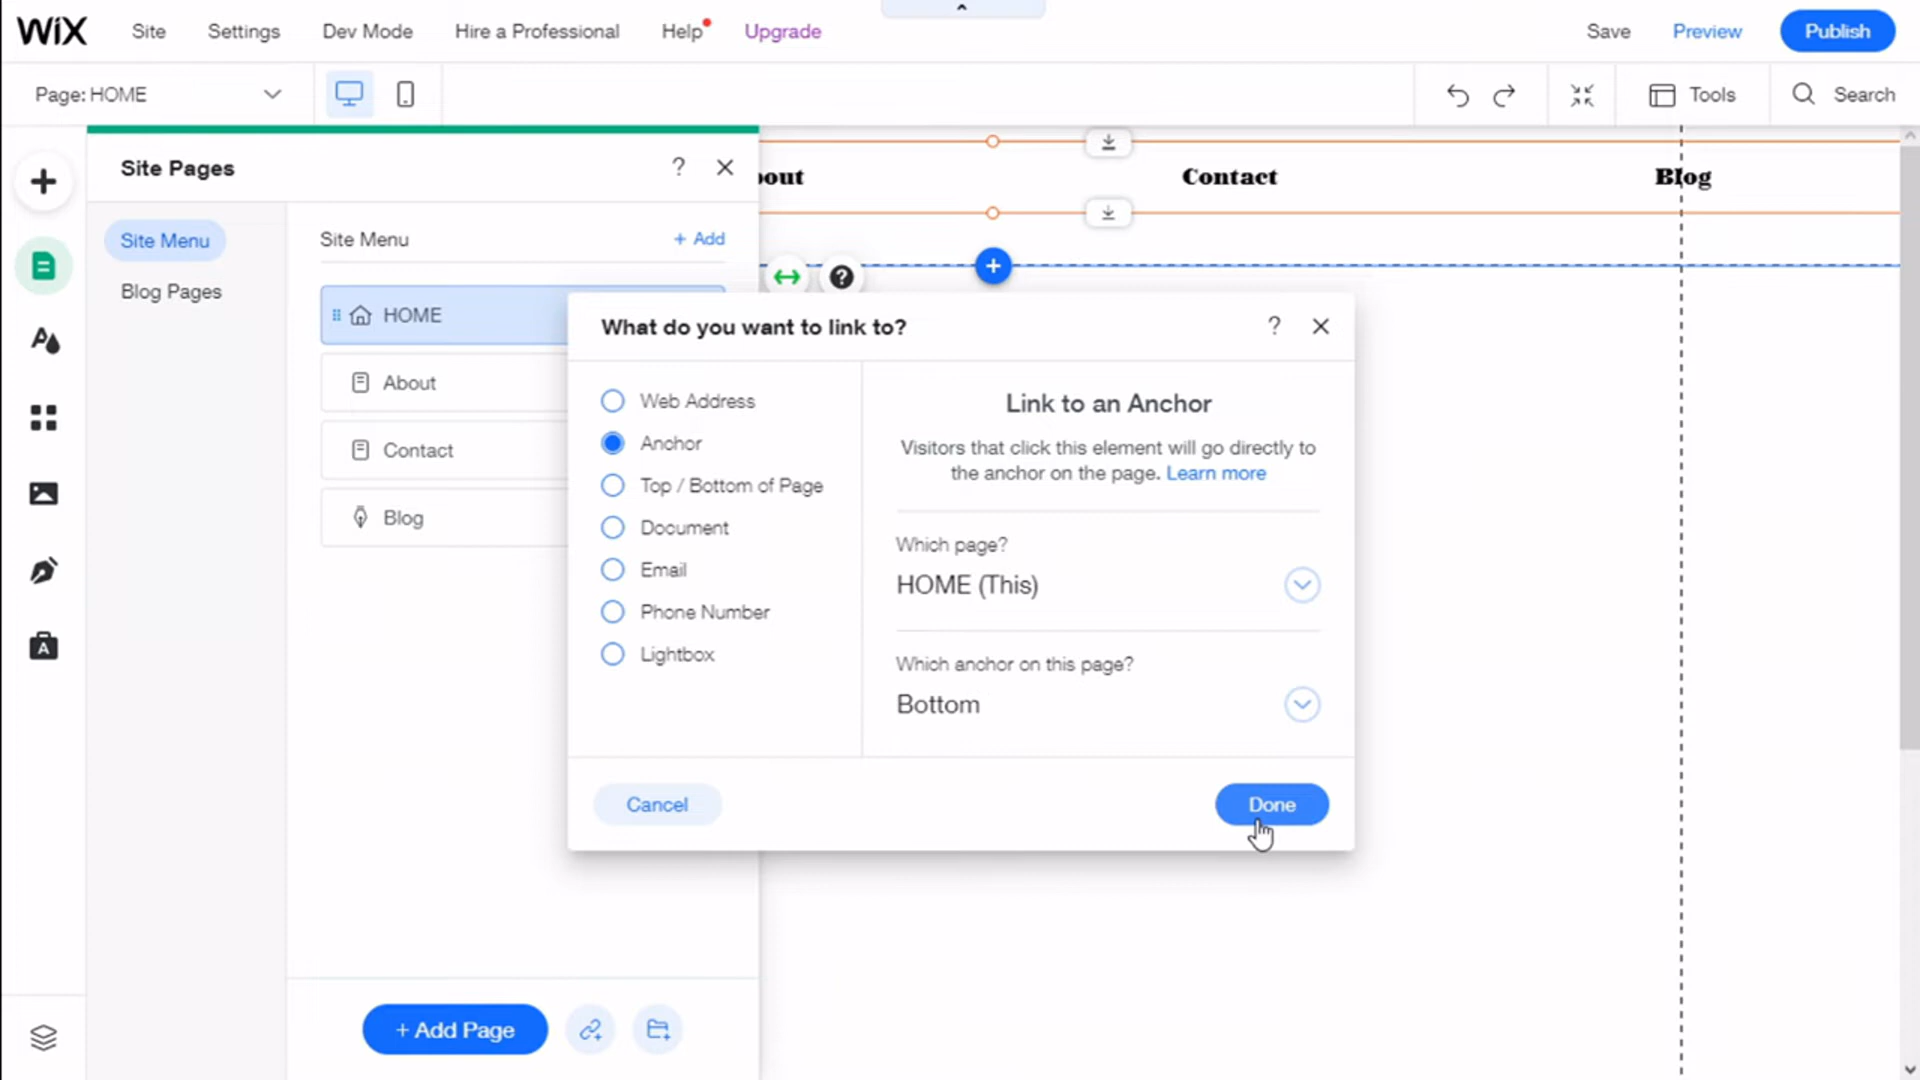 WiX Site Settings Dev Mode Hire a Professional Help Upgrade Save Preview Publish
Page: HOME Tools Search
Site Pages ?
bout Contact Blog
Site Menu
Blog Pages
Site Menu + Add
HOME
About
Contact
Blog
?
What do you want to link to? ?
Web Address
Anchor
Top / Bottom of Page
Document
Email
Phone Number
Lightbox
Link to an Anchor
Visitors that click this element will go directly to
the anchor on the page. Learn more
Which page?
HOME (This)
Which anchor on this page?
Bottom
Cancel Done
+ Add Page